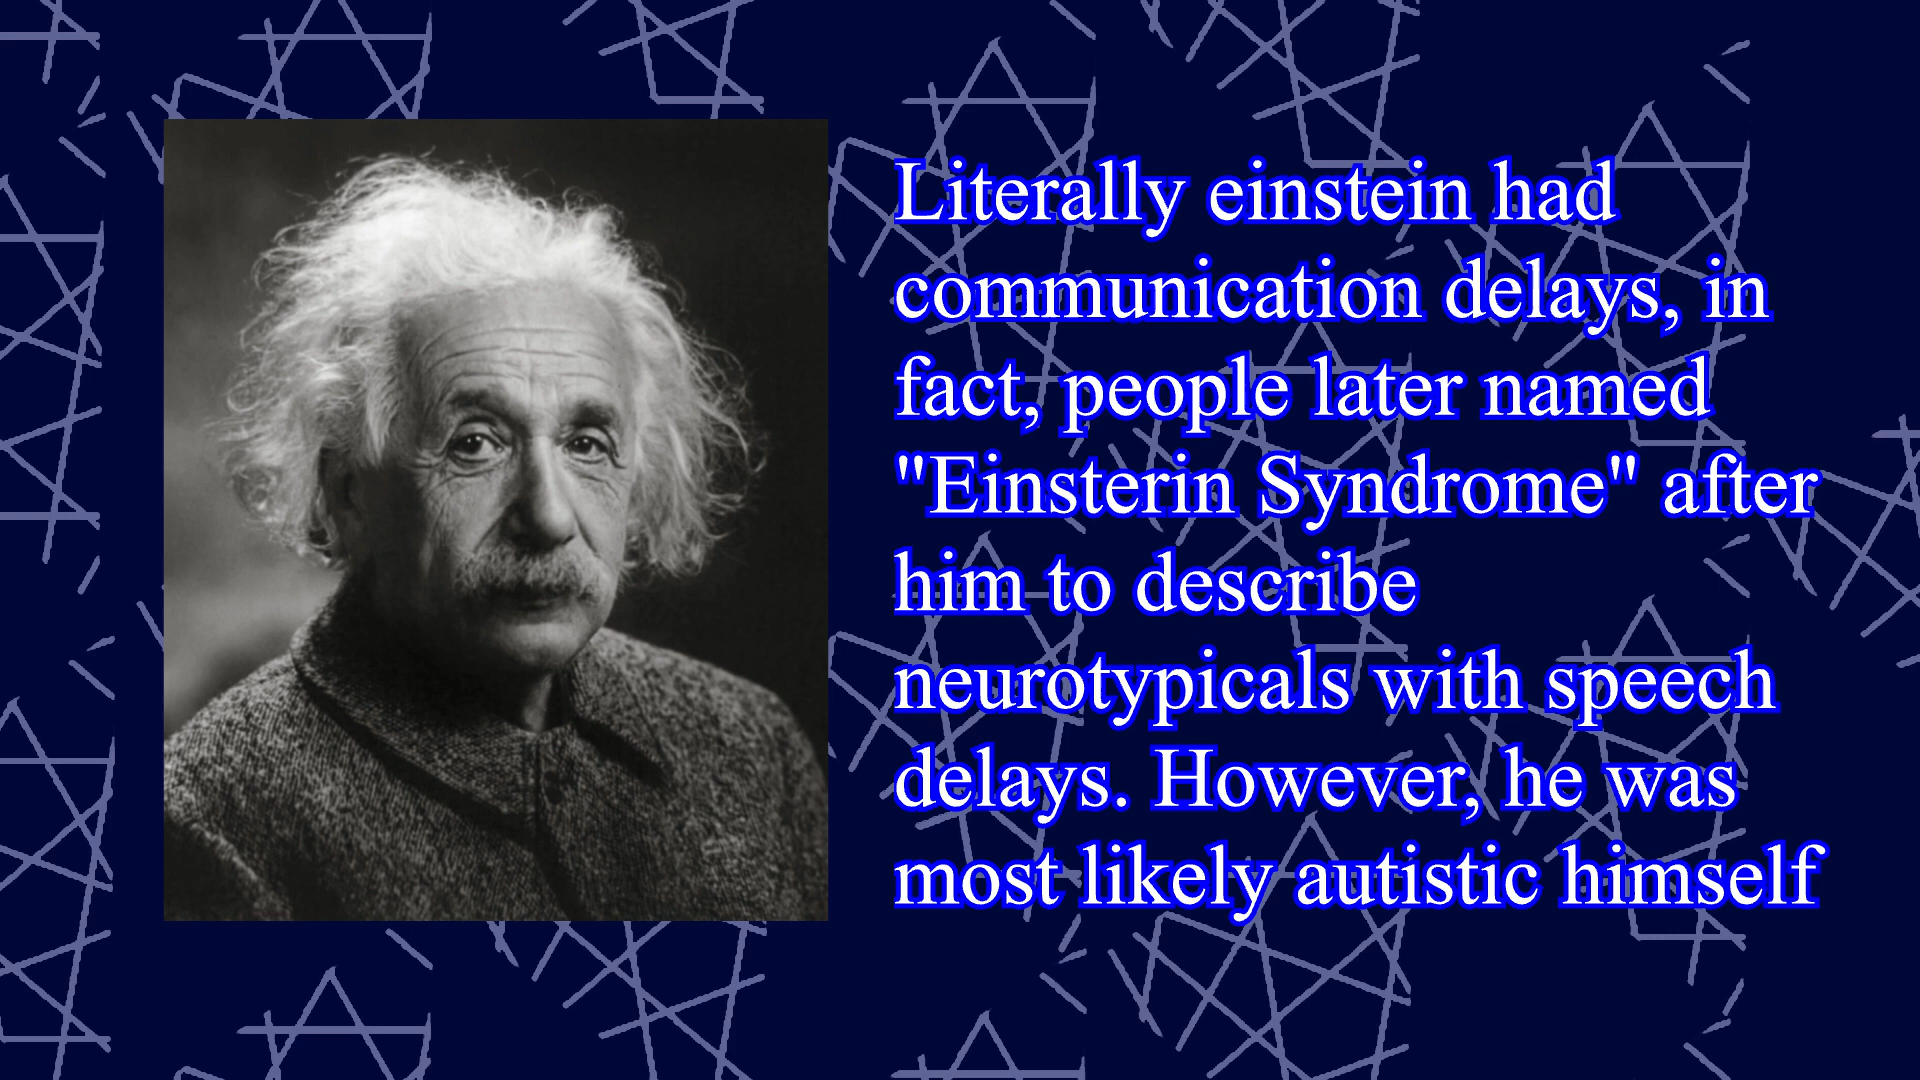 Literally einstein had
communication delays, in
fact, people later named
"Einsterin Syndrome" after
him to describe
neurotypicals with speech
delays. However, he was
most likely autistic himself